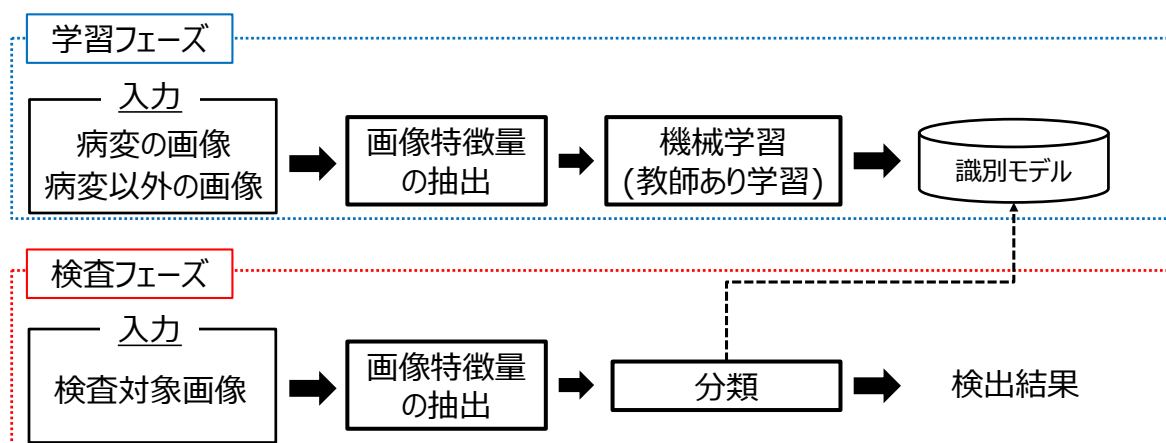 学習フェーズ
入力
病変の画像
病変以外の画像
画像特徴量
の抽出
機械学習
(教師あり学習)
識別モデル
検査フェーズ
入力
検査対象画像
画像特徴量
の抽出
分類
検出結果